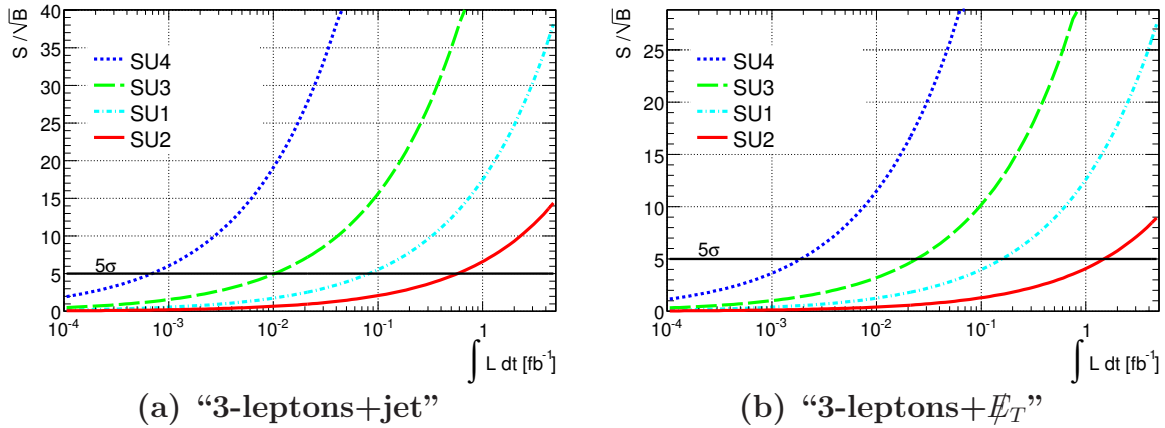 S /√B
40
35
30
25
20
15
10
5
0
SU4
SU3
SU1
SU2
5σ
10⁻⁴ 10⁻³ 10⁻² 10⁻¹ 1
∫ L dt [fb⁻¹]
(a) “3-leptons+jet”
S /√B
25
20
15
10
5
0
SU4
SU3
SU1
SU2
5σ
10⁻⁴ 10⁻³ 10⁻² 10⁻¹ 1
∫ L dt [fb⁻¹]
(b) “3-leptons+E̸_T”